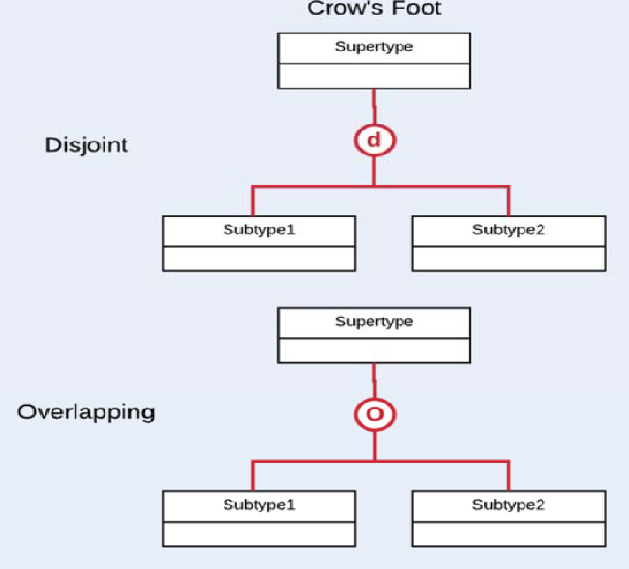 Crow's Foot
Supertype
Disjoint
d
Subtype1
Subtype2
Supertype
Overlapping
O
Subtype1
Subtype2